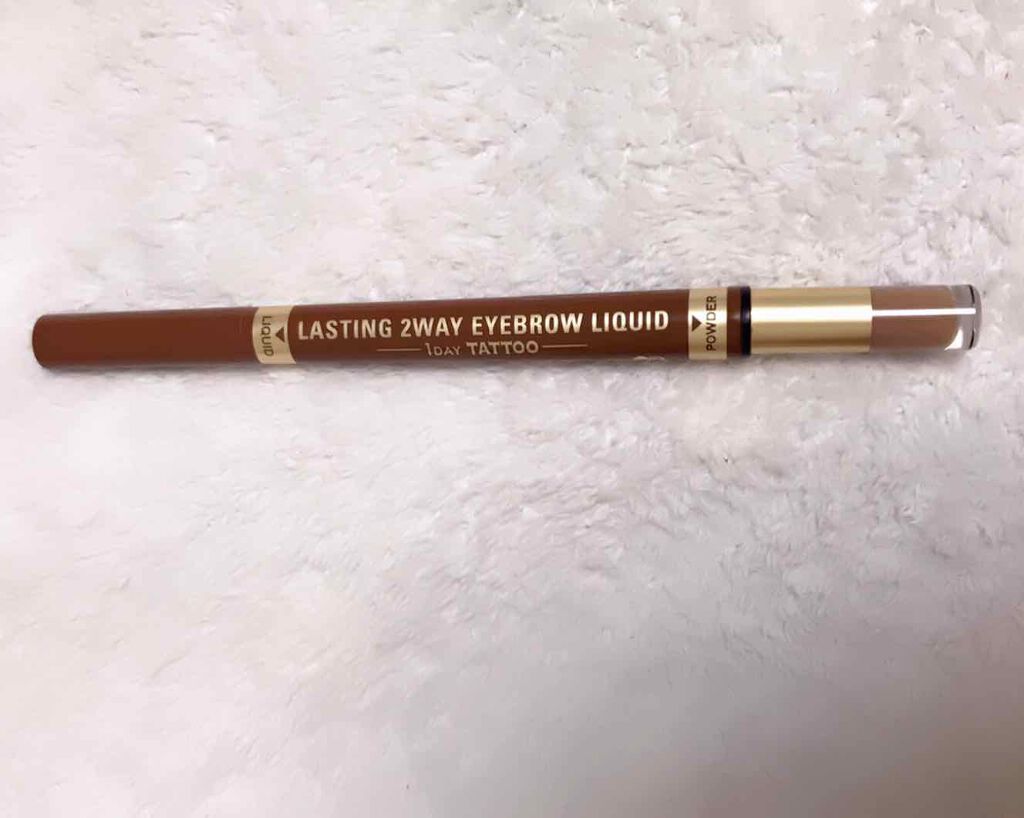 LIQUID
LASTING 2WAY EYEBROW LIQUID
1DAY TATTOO
POWDER